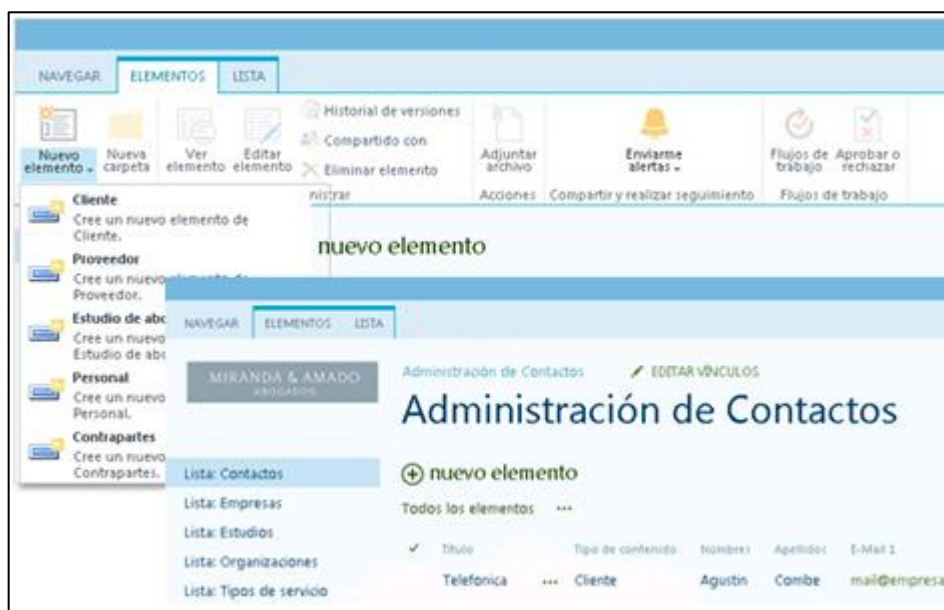 NAVEGAR ELEMENTOS LISTA
Nuevo elemento
Nueva carpeta
Ver elemento
Editar elemento
Historial de versiones
Compartido con
Eliminar elemento
Adjuntar archivo
Enviarme alertas
Flujos de trabajo
Aprobar o rechazar
nistrar
Acciones
Compartir y realizar seguimiento
Flujos de trabajo
nuevo elemento
Cliente
Cree un nuevo elemento de
Cliente.
Proveedor
Cree un nuevo elemento de
Proveedor.
Estudio de abo
Cree un nuevo
Estudio de abo
Personal
Cree un nuevo
Personal.
Contrapartes
Cree un nuevo
Contrapartes.
NAVEGAR ELEMENTOS LISTA
MIRANDA & AMADO
ABOGADOS
Administración de Contactos EDITAR VÍNCULOS
Administración de Contactos
Lista: Contactos
Lista: Empresas
Lista: Estudios
Lista: Organizaciones
Lista: Tipos de servicio
nuevo elemento
Todos los elementos ...
Título Tipo de contenido Nombres Apellidos E-Mail 1
Telefonica ... Cliente Agustin Combe mail@empresa